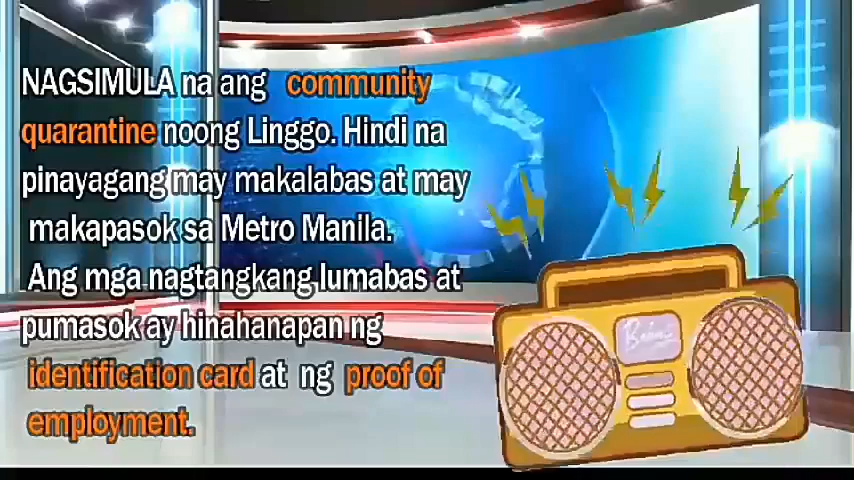 NAGSIMULA na ang community
quarantine noong Linggo. Hindi na
pinayagang may makalabas at may
makapasok sa Metro Manila.
Ang mga nagtangkang lumabas at
pumasok ay hinahanapan ng
identification card at ng proof of
employment.